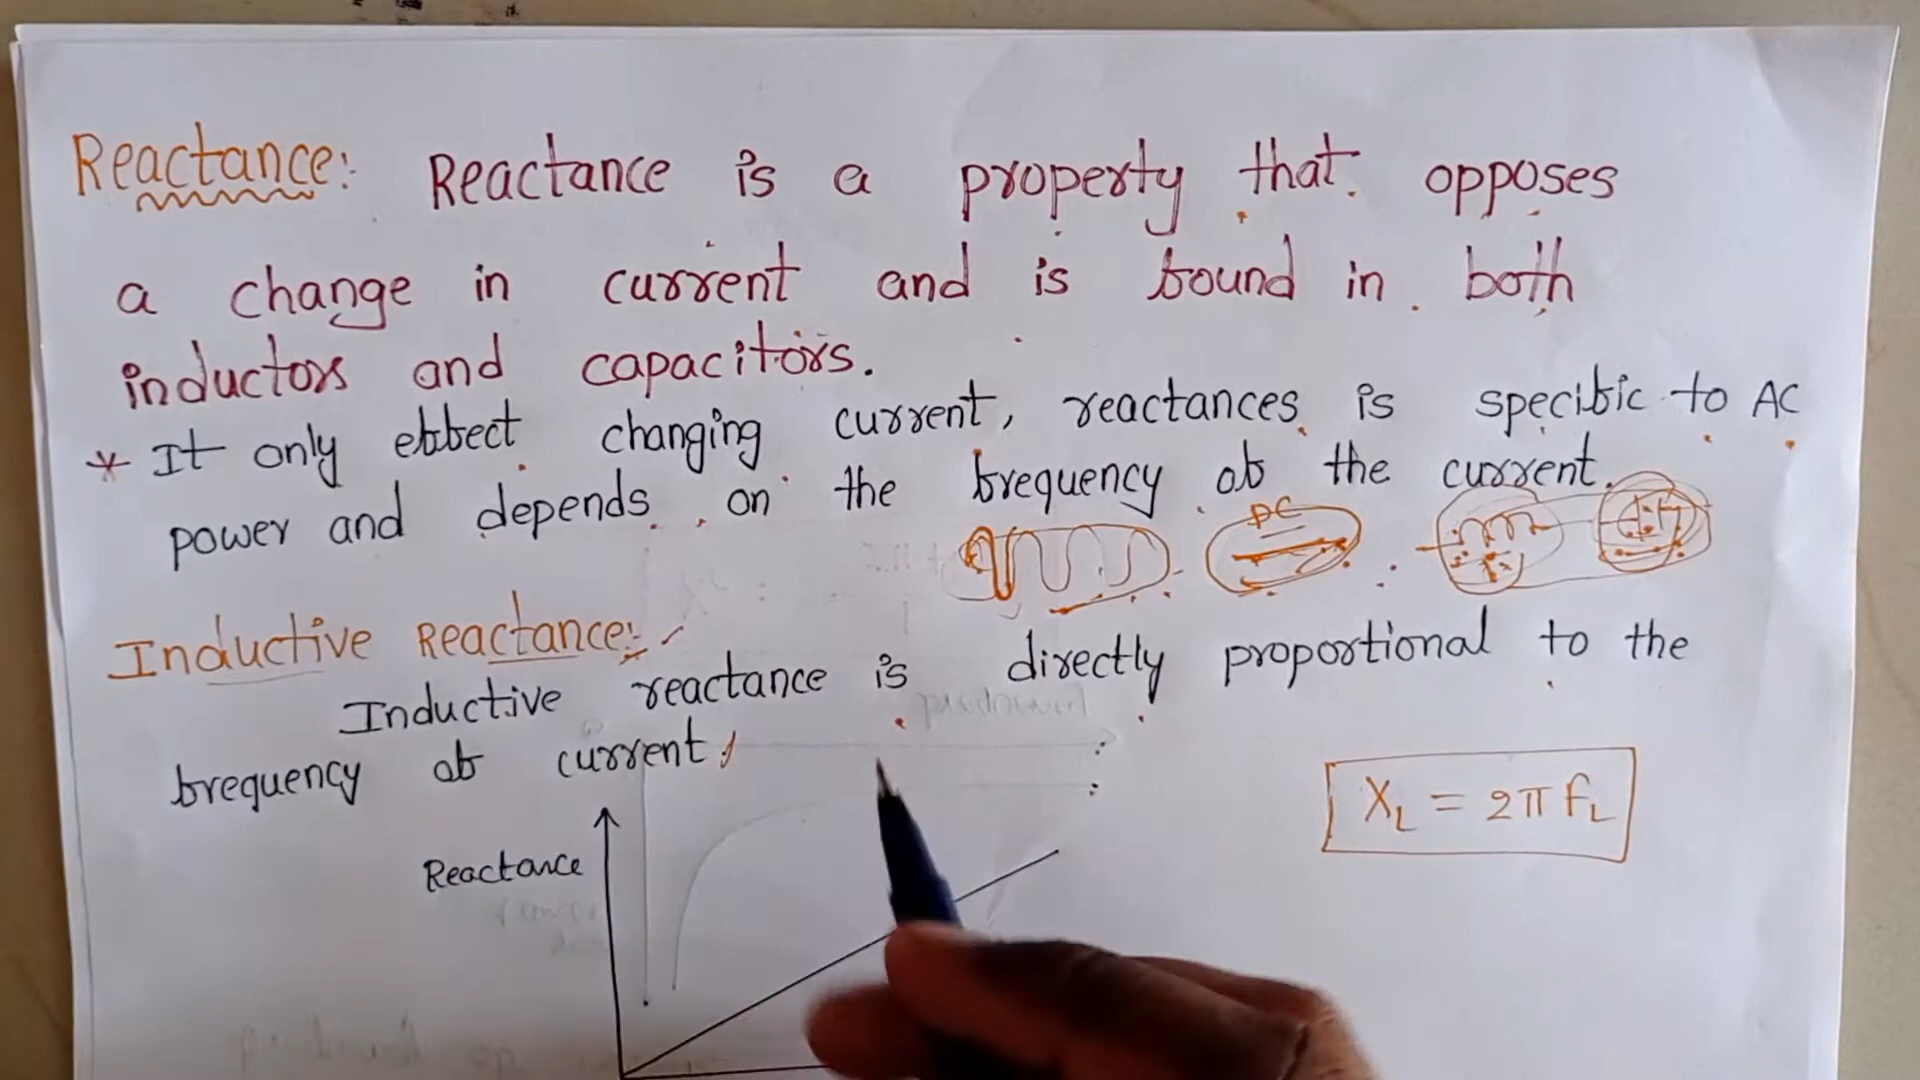 Reactance: Reactance is a property that opposes
a change in current and is found in both
inductors and capacitors.
* It only effect changing current, reactances is specific to AC
power and depends on the frequency of the current.
DC
Inductive Reactance:
Inductive reactance is directly proportional to the
frequency of current
X_L = 2π f_L
Reactance